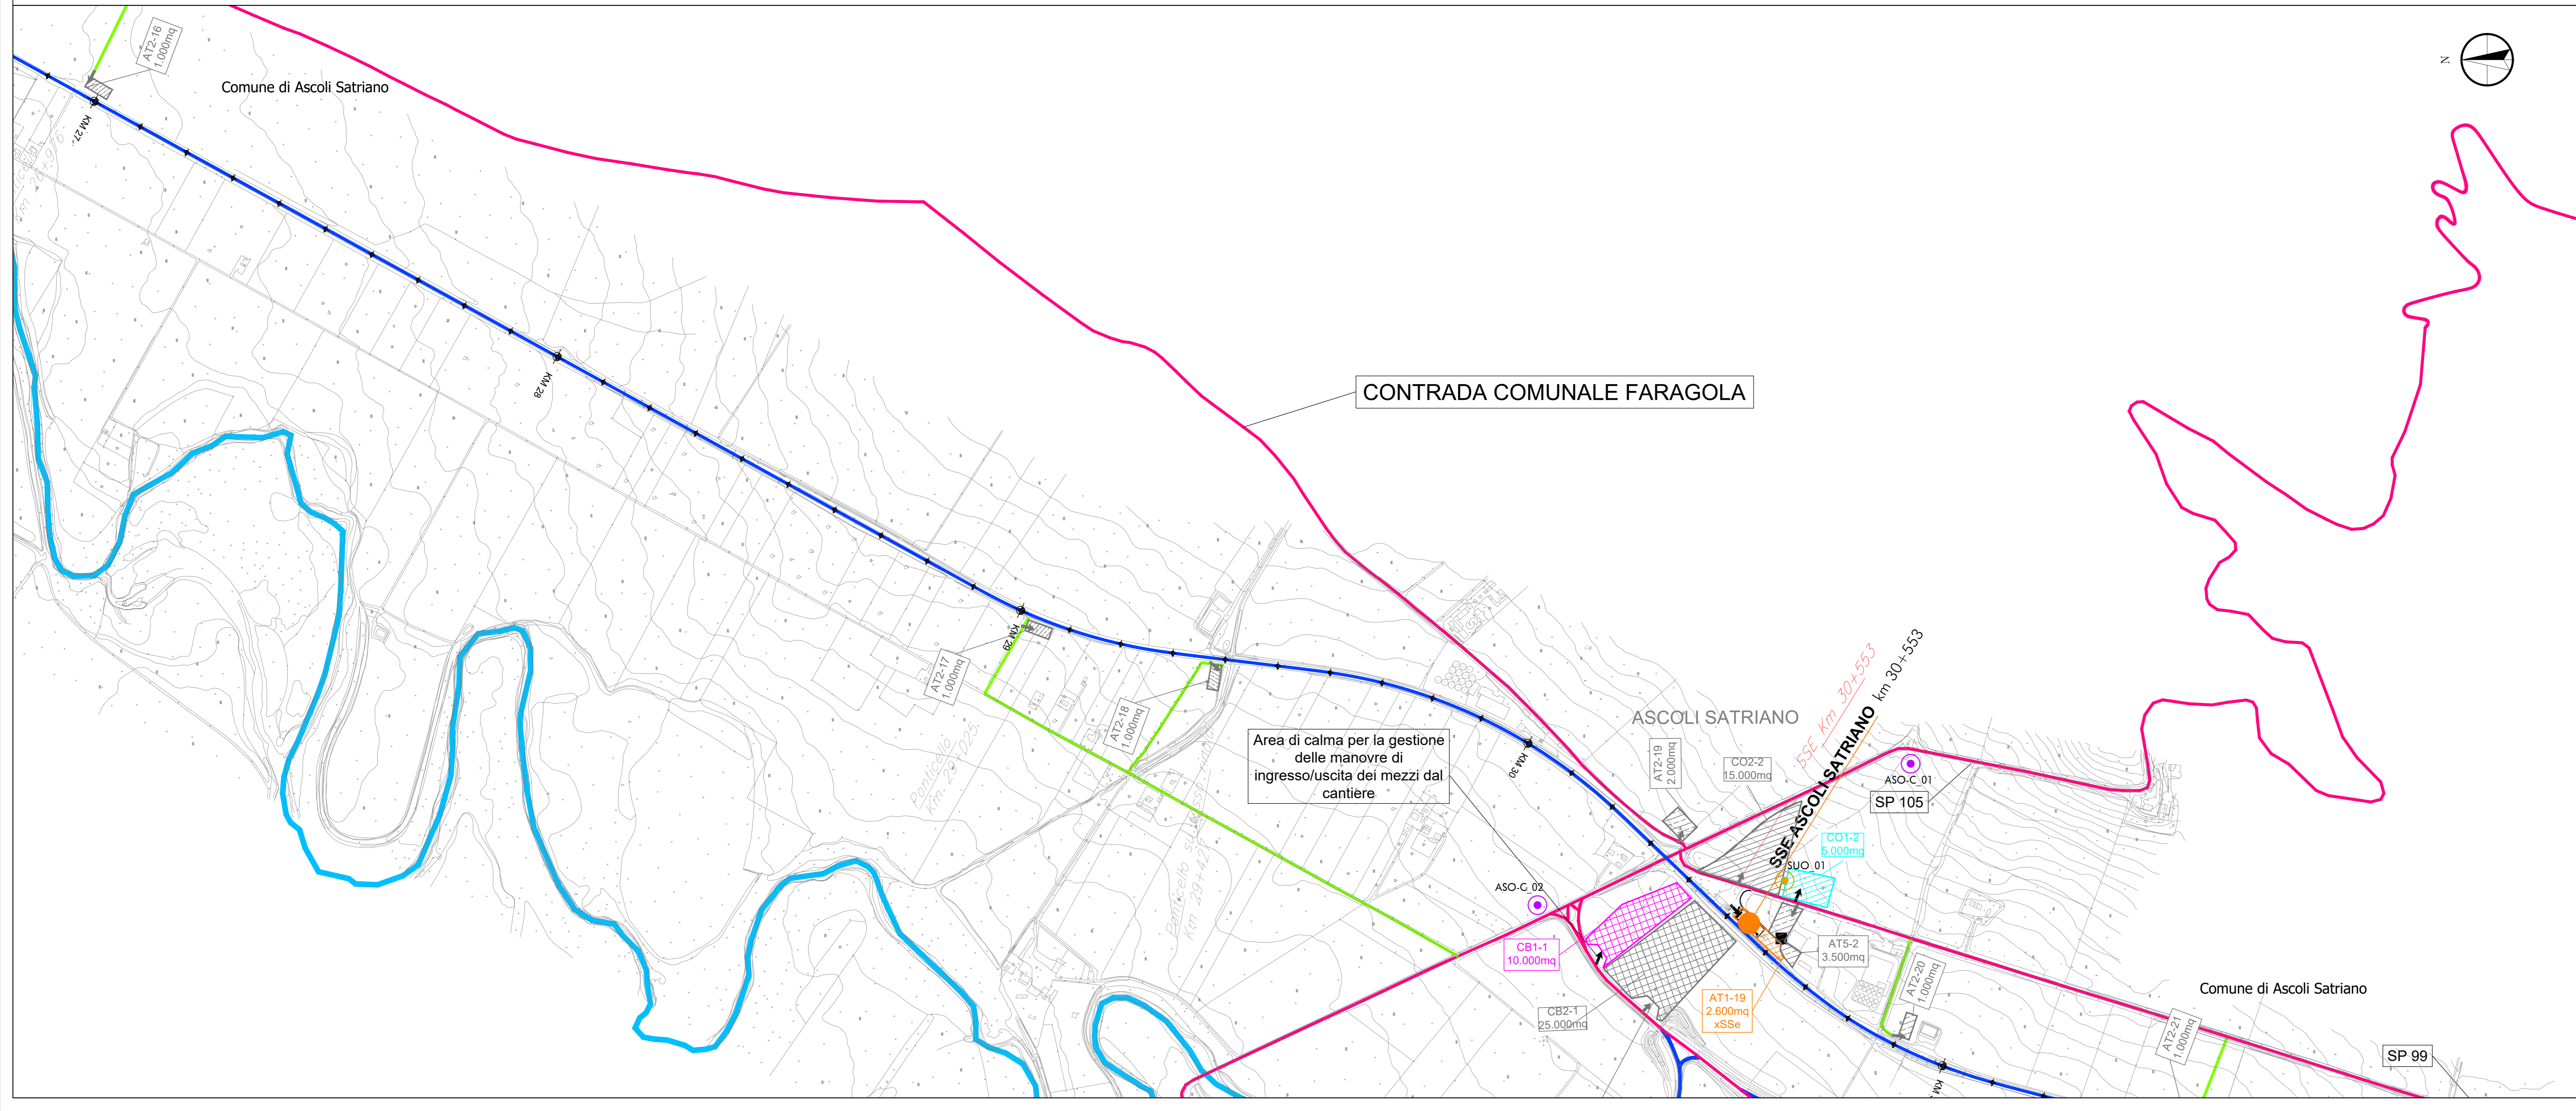 AT2-16
1.000mq
Comune di Ascoli Satriano
N
KM 27
KM 28
CONTRADA COMUNALE FARAGOLA
KM 29
AT2-17
1.000mq
AT2-18
1.000mq
Ponticello
Area di calma per la gestione
delle manovre di
ingresso/uscita dei mezzi dal
cantiere
KM 30
ASCOLI SATRIANO
AT2-19
2.000mq
CO2-2
15.000mq
SSE Km 30+553
SSE ASCOLI SATRIANO km 30+553
ASO-C_01
SP 105
CO1-2
5.000mq
SUO_01
ASO-C_02
CB1-1
10.000mq
CB2-1
25.000mq
AT1-19
2.600mq
xSSe
AT5-2
3.500mq
AT2-20
1.000mq
Comune di Ascoli Satriano
AT2-21
1.000mq
SP 99
KM